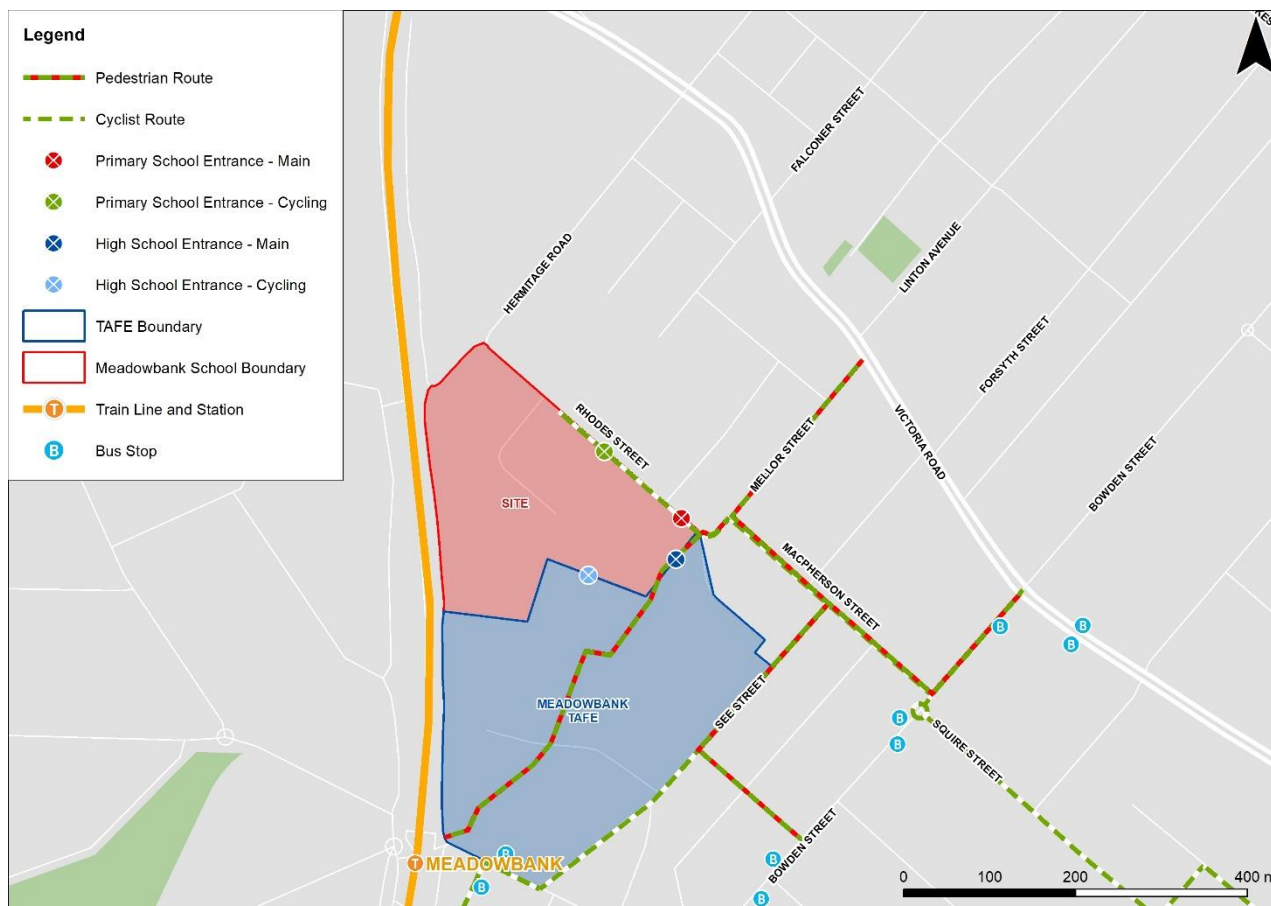 Legend
Pedestrian Route
Cyclist Route
Primary School Entrance - Main
Primary School Entrance - Cycling
High School Entrance - Main
High School Entrance - Cycling
TAFE Boundary
Meadowbank School Boundary
T
Train Line and Station
B
Bus Stop
FALCONER STREET
HERMITAGE ROAD
LINTON AVENUE
FORSYTH STREET
RHODES STREET
MELLOR STREET
VICTORIA ROAD
BOWDEN STREET
SITE
MACPHERSON STREET
B
B
B
MEADOWBANK
TAFE
SEE STREET
B
B
SQUIRE STREET
BOWDEN STREET
B
B
T
MEADOWBANK
B
B
0
200
400 m